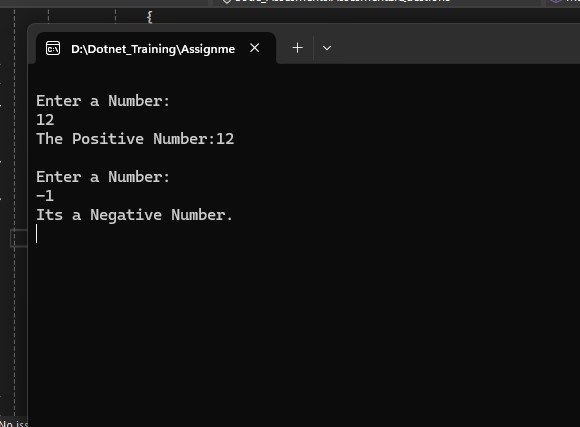 {
D:\Dotnet_Training\Assignme
Enter a Number:
12
The Positive Number:12
Enter a Number:
-1
Its a Negative Number.
No iss